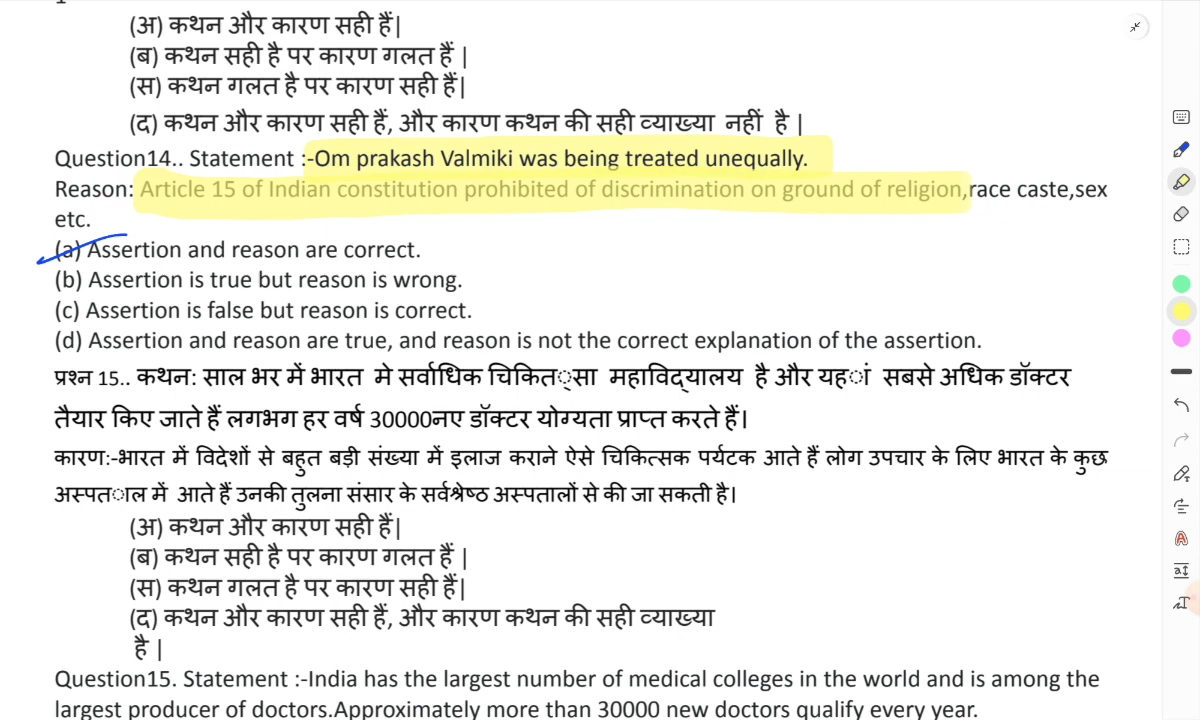 (अ) कथन और कारण सही हैं|
(ब) कथन सही है पर कारण गलत हैं |
(स) कथन गलत है पर कारण सही हैं|
(द) कथन और कारण सही हैं, और कारण कथन की सही व्याख्या नहीं है |
Question14.. Statement :-Om prakash Valmiki was being treated unequally.
Reason: Article 15 of Indian constitution prohibited of discrimination on ground of religion,race caste,sex
etc.
(a) Assertion and reason are correct.
(b) Assertion is true but reason is wrong.
(c) Assertion is false but reason is correct.
(d) Assertion and reason are true, and reason is not the correct explanation of the assertion.
प्रश्न 15.. कथन: साल भर में भारत मे सर्वाधिक चिकित्सा महाविद्यालय है और यहां सबसे अधिक डॉक्टर
तैयार किए जाते हैं लगभग हर वर्ष 30000नए डॉक्टर योग्यता प्राप्त करते हैं।
कारण:-भारत में विदेशों से बहुत बड़ी संख्या में इलाज कराने ऐसे चिकित्सक पर्यटक आते हैं लोग उपचार के लिए भारत के कुछ
अस्पताल में आते हैं उनकी तुलना संसार के सर्वश्रेष्ठ अस्पतालों से की जा सकती है।
(अ) कथन और कारण सही हैं|
(ब) कथन सही है पर कारण गलत हैं |
(स) कथन गलत है पर कारण सही हैं|
(द) कथन और कारण सही हैं, और कारण कथन की सही व्याख्या
है |
Question15. Statement :-India has the largest number of medical colleges in the world and is among the
largest producer of doctors.Approximately more than 30000 new doctors qualify every year.